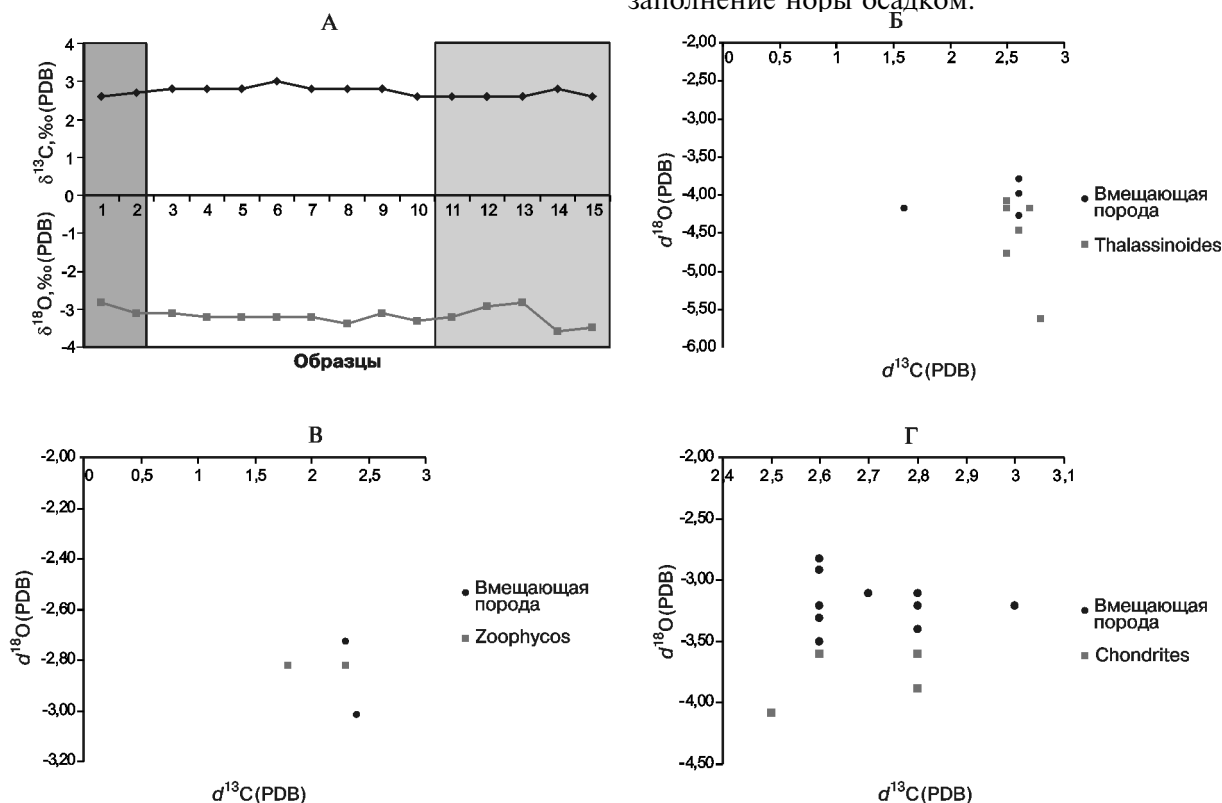 заполнение норы осадком.
А
4
3
2
1
0
1 2 3 4 5 6 7 8 9 10 11 12 13 14 15
-1
-2
-3
-4
δ¹³C,‰(PDB)
δ¹⁸O,‰(PDB)
Образцы
Б
-2,00
0 0,5 1 1,5 2 2,5 3
-2,50
-3,00
-3,50
-4,00
-4,50
-5,00
-5,50
-6,00
d¹⁸O(PDB)
d¹³C(PDB)
Вмещающая
порода
Thalassinoides
В
-2,00
0 0,5 1 1,5 2 2,5 3
-2,20
-2,40
-2,60
-2,80
-3,00
-3,20
d¹⁸O(PDB)
d¹³C(PDB)
Вмещающая
порода
Zoophycos
Г
-2,00
2,4 2,5 2,6 2,7 2,8 2,9 3 3,1
-2,50
-3,00
-3,50
-4,00
-4,50
d¹⁸O(PDB)
d¹³C(PDB)
Вмещающая
порода
Chondrites